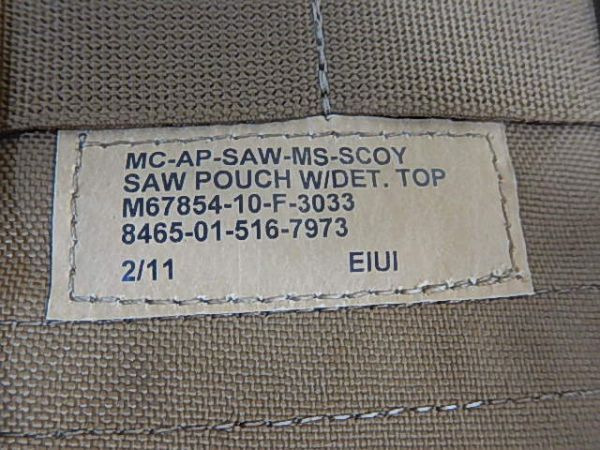 MC-AP-SAW-MS-SCOY
SAW POUCH W/DET. TOP
M67854-10-F-3033
8465-01-516-7973
2/11 EIUI